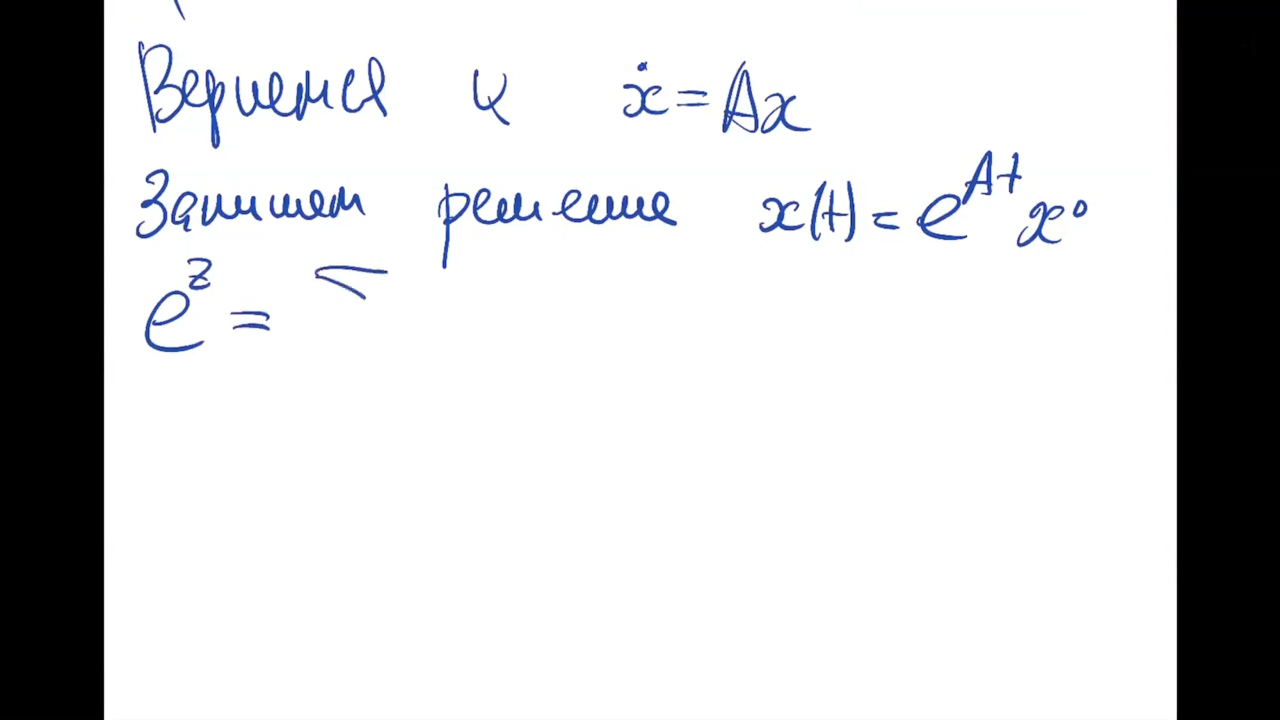 Вернемся к ẋ = Ax
Запишем решение x(t) = e^{At} x⁰
e^z =